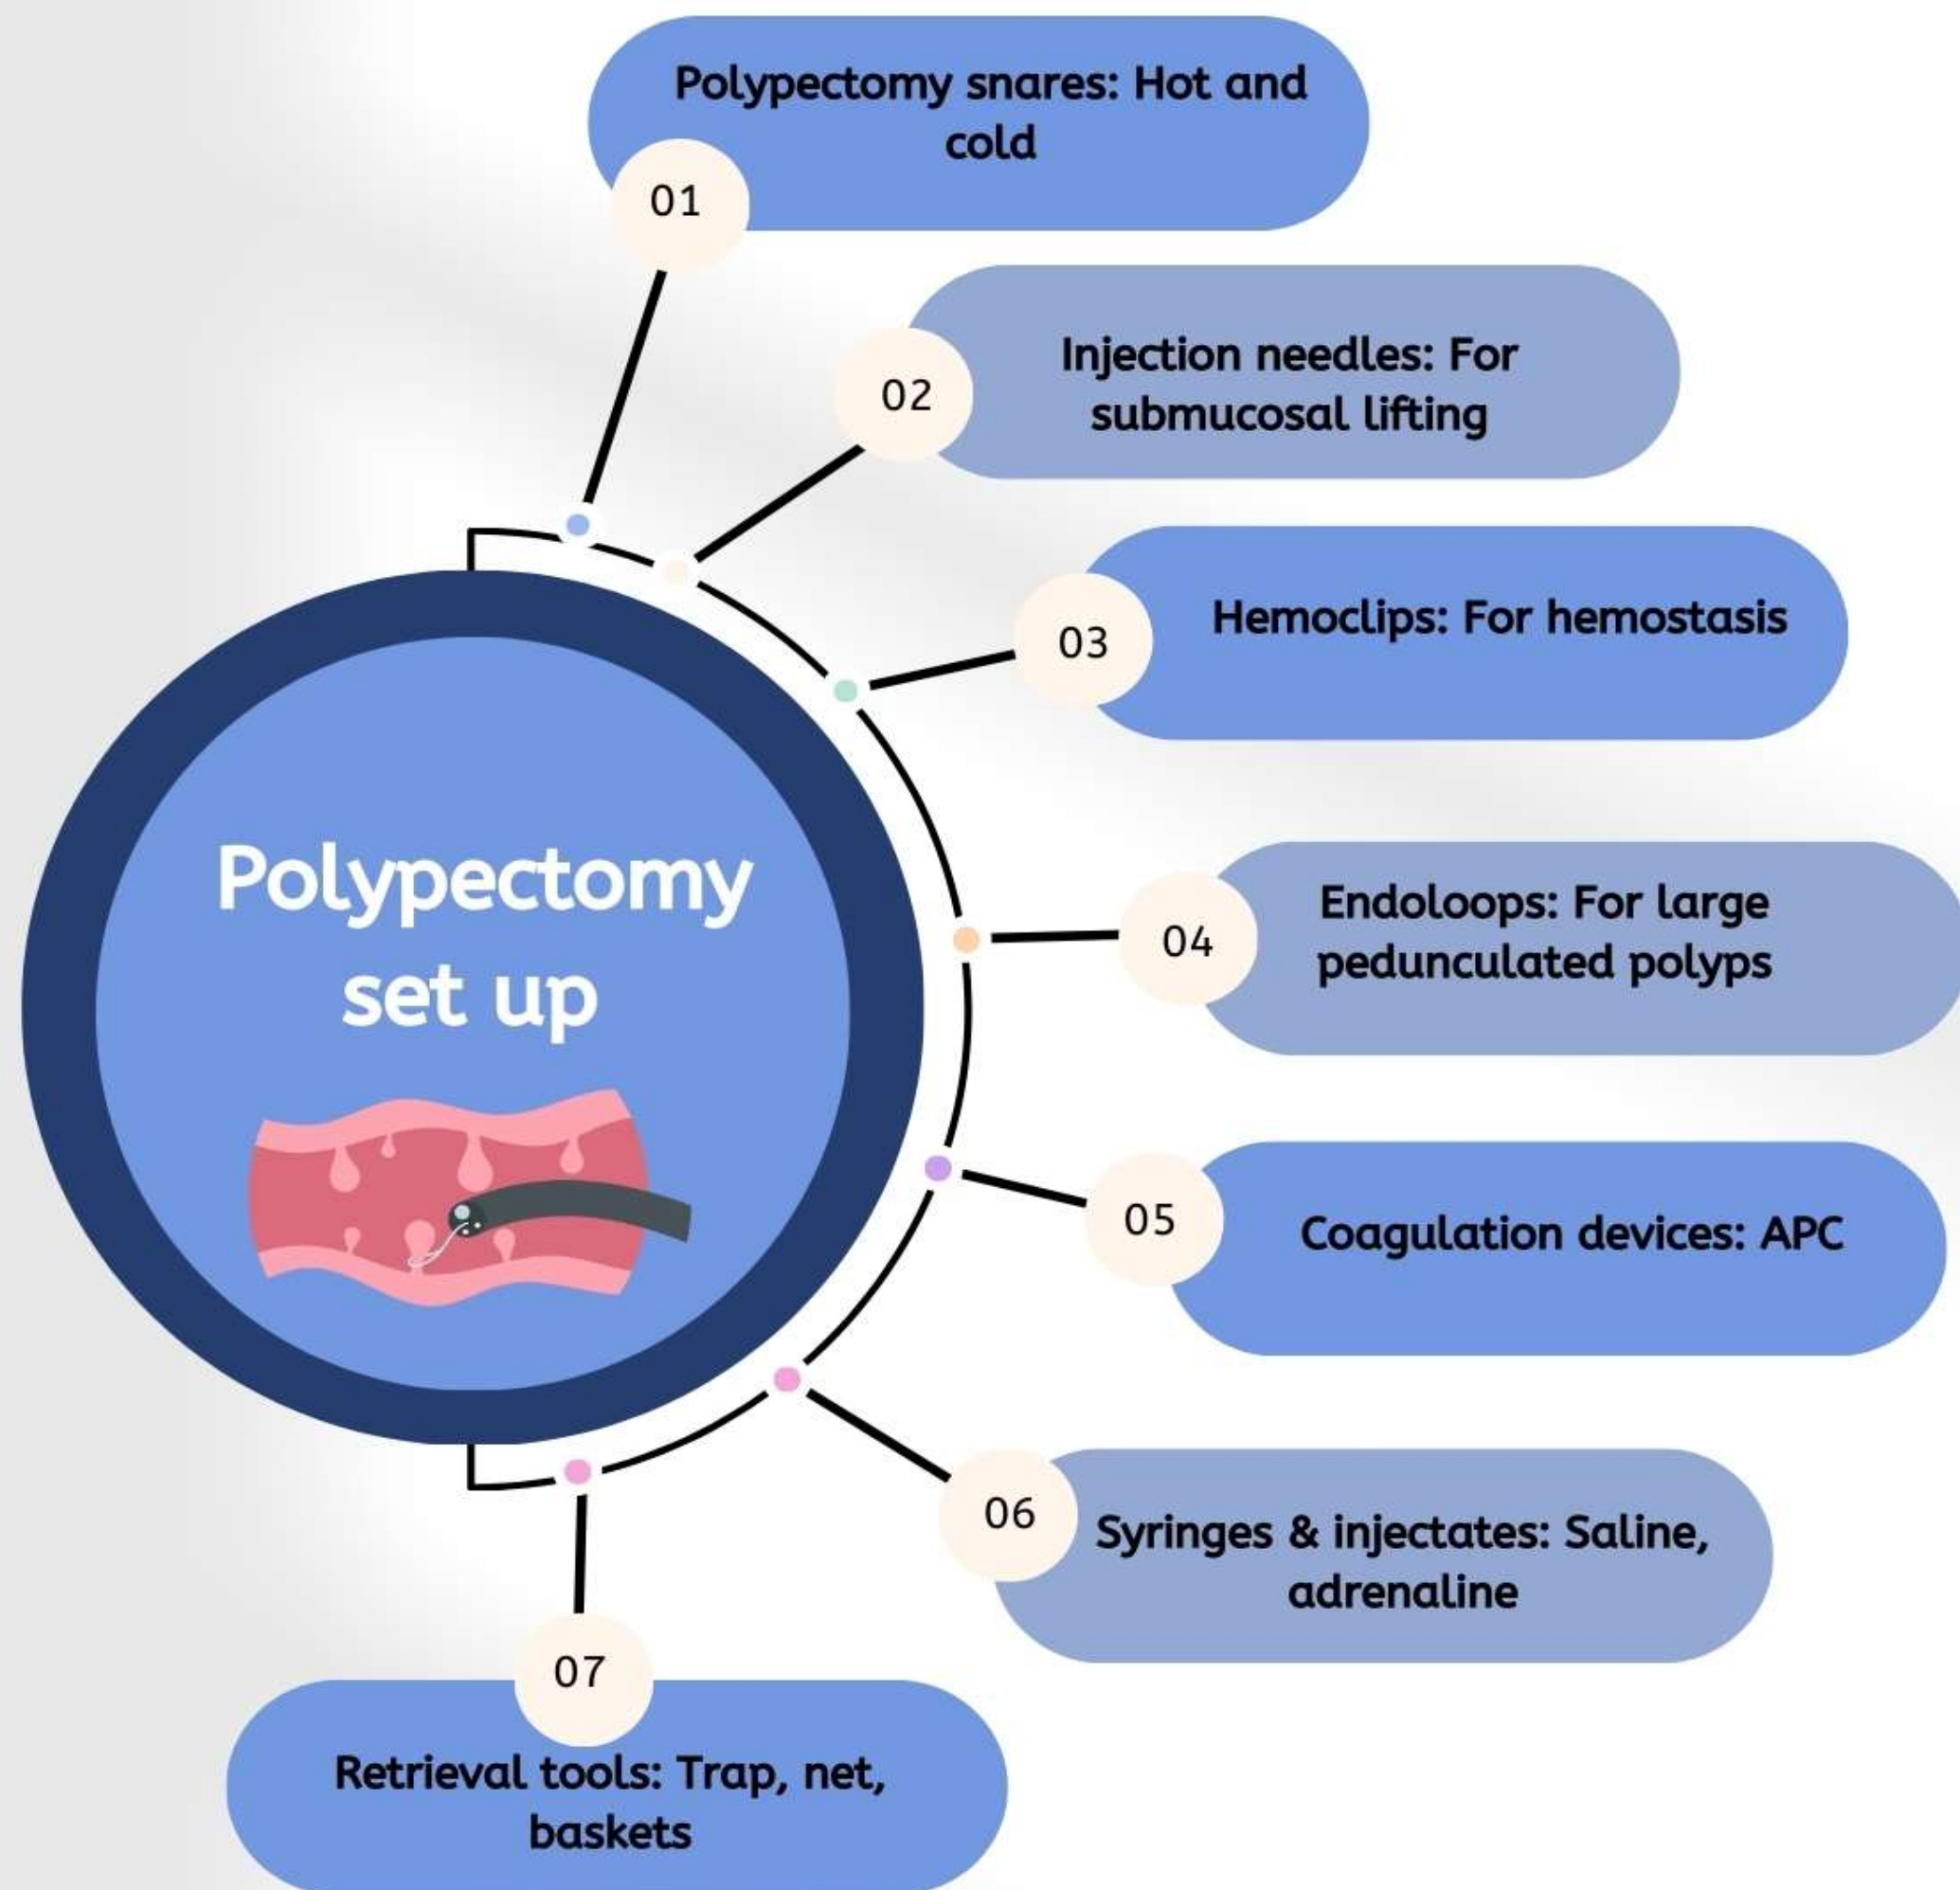 Polypectomy snares: Hot and
cold
01
02
Injection needles: For
submucosal lifting
03
Hemoclips: For hemostasis
Polypectomy
set up
04
Endoloops: For large
pedunculated polyps
05
Coagulation devices: APC
06
Syringes & injectates: Saline,
adrenaline
07
Retrieval tools: Trap, net,
baskets